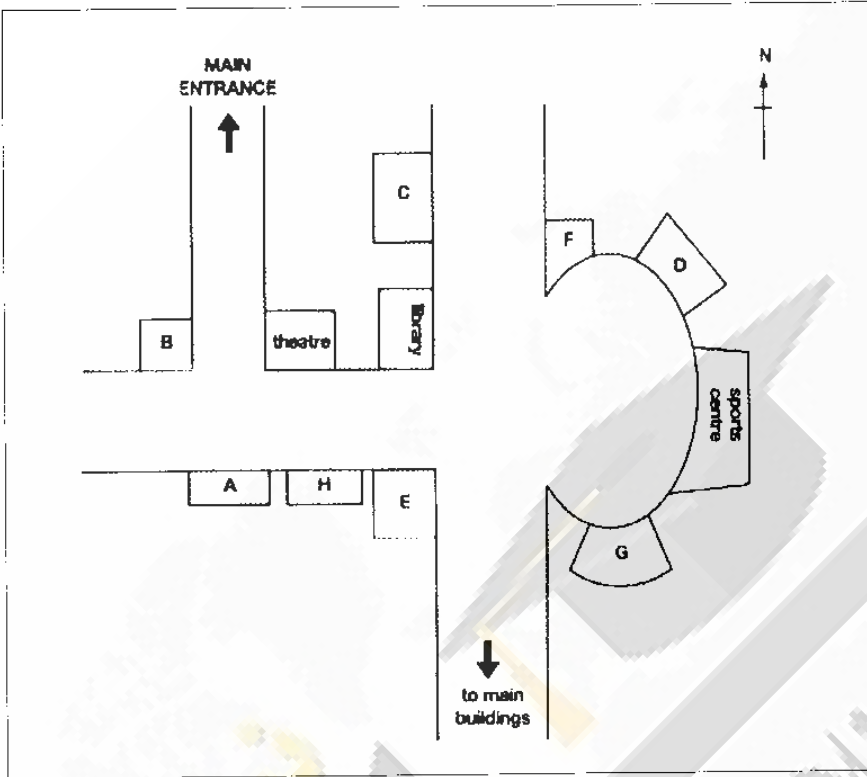 MAIN
ENTRANCE
N
C
F
D
B
theatre
library
sports
centre
A
H
E
G
to main
buildings